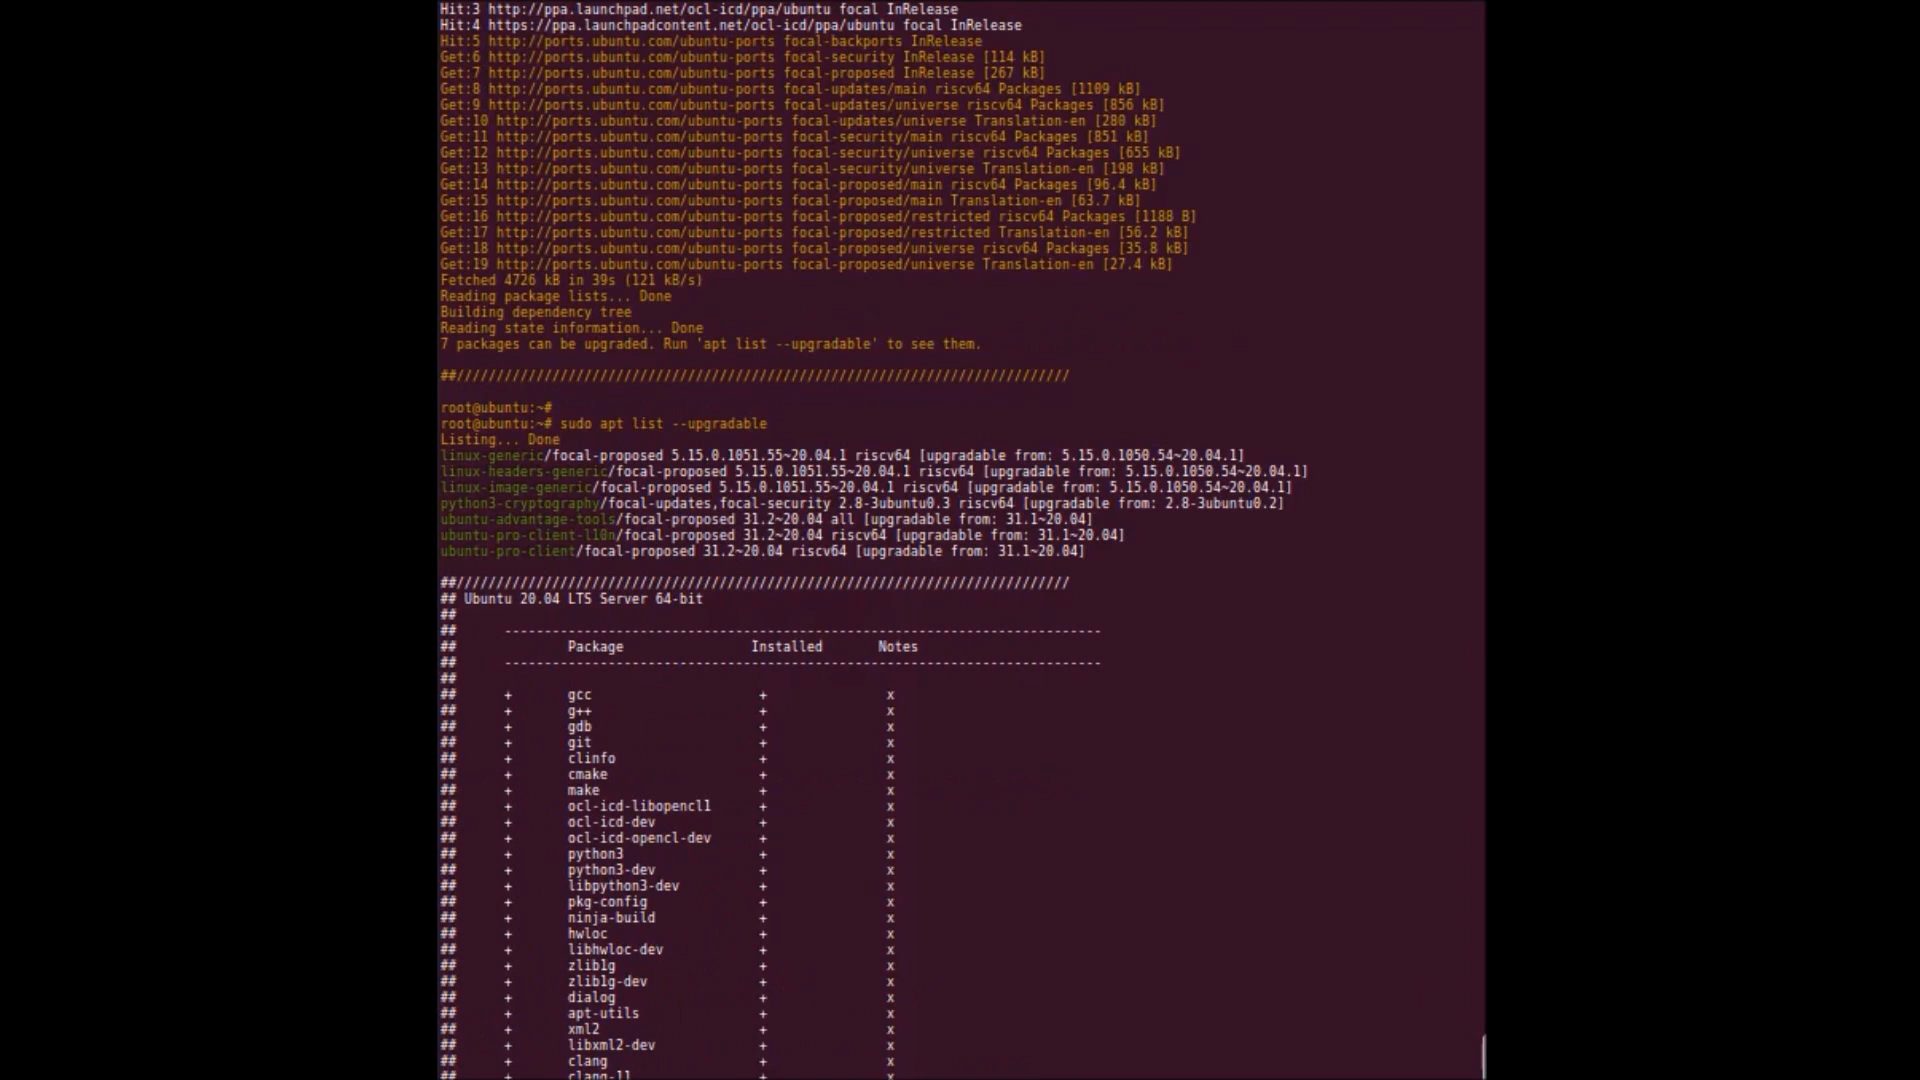 Hit:3 http://ppa.launchpad.net/ocl-icd/ppa/ubuntu focal InRelease
Hit:4 https://ppa.launchpadcontent.net/ocl-icd/ppa/ubuntu focal InRelease
Hit:5 http://ports.ubuntu.com/ubuntu-ports focal-backports InRelease
Get:6 http://ports.ubuntu.com/ubuntu-ports focal-security InRelease [114 kB]
Get:7 http://ports.ubuntu.com/ubuntu-ports focal-proposed InRelease [267 kB]
Get:8 http://ports.ubuntu.com/ubuntu-ports focal-updates/main riscv64 Packages [1109 kB]
Get:9 http://ports.ubuntu.com/ubuntu-ports focal-updates/universe riscv64 Packages [856 kB]
Get:10 http://ports.ubuntu.com/ubuntu-ports focal-updates/universe Translation-en [280 kB]
Get:11 http://ports.ubuntu.com/ubuntu-ports focal-security/main riscv64 Packages [851 kB]
Get:12 http://ports.ubuntu.com/ubuntu-ports focal-security/universe riscv64 Packages [655 kB]
Get:13 http://ports.ubuntu.com/ubuntu-ports focal-security/universe Translation-en [198 kB]
Get:14 http://ports.ubuntu.com/ubuntu-ports focal-proposed/main riscv64 Packages [96.4 kB]
Get:15 http://ports.ubuntu.com/ubuntu-ports focal-proposed/main Translation-en [63.7 kB]
Get:16 http://ports.ubuntu.com/ubuntu-ports focal-proposed/restricted riscv64 Packages [1188 B]
Get:17 http://ports.ubuntu.com/ubuntu-ports focal-proposed/restricted Translation-en [56.2 kB]
Get:18 http://ports.ubuntu.com/ubuntu-ports focal-proposed/universe riscv64 Packages [35.8 kB]
Get:19 http://ports.ubuntu.com/ubuntu-ports focal-proposed/universe Translation-en [27.4 kB]
Fetched 4726 kB in 39s (121 kB/s)
Reading package lists... Done
Building dependency tree
Reading state information... Done
7 packages can be upgraded. Run 'apt list --upgradable' to see them.
##/////////////////////////////////////////////////////////////////////////////
root@ubuntu:~#
root@ubuntu:~# sudo apt list --upgradable
Listing... Done
linux-generic/focal-proposed 5.15.0.1051.55~20.04.1 riscv64 [upgradable from: 5.15.0.1050.54~20.04.1]
linux-headers-generic/focal-proposed 5.15.0.1051.55~20.04.1 riscv64 [upgradable from: 5.15.0.1050.54~20.04.1]
linux-image-generic/focal-proposed 5.15.0.1051.55~20.04.1 riscv64 [upgradable from: 5.15.0.1050.54~20.04.1]
python3-cryptography/focal-updates,focal-security 2.8-3ubuntu0.3 riscv64 [upgradable from: 2.8-3ubuntu0.2]
ubuntu-advantage-tools/focal-proposed 31.2~20.04 all [upgradable from: 31.1~20.04]
ubuntu-pro-client-l10n/focal-proposed 31.2~20.04 riscv64 [upgradable from: 31.1~20.04]
ubuntu-pro-client/focal-proposed 31.2~20.04 riscv64 [upgradable from: 31.1~20.04]
##/////////////////////////////////////////////////////////////////////////////
## Ubuntu 20.04 LTS Server 64-bit
##
## ---------------------------------------------------------------------------
## Package Installed Notes
## ---------------------------------------------------------------------------
##
## + gcc + x
## + g++ + x
## + gdb + x
## + git + x
## + clinfo + x
## + cmake + x
## + make + x
## + ocl-icd-libopencl1 + x
## + ocl-icd-dev + x
## + ocl-icd-opencl-dev + x
## + python3 + x
## + python3-dev + x
## + libpython3-dev + x
## + pkg-config + x
## + ninja-build + x
## + hwloc + x
## + libhwloc-dev + x
## + zlib1g + x
## + zlib1g-dev + x
## + dialog + x
## + apt-utils + x
## + xml2 + x
## + libxml2-dev + x
## + clang + x
## + clang-11 + x